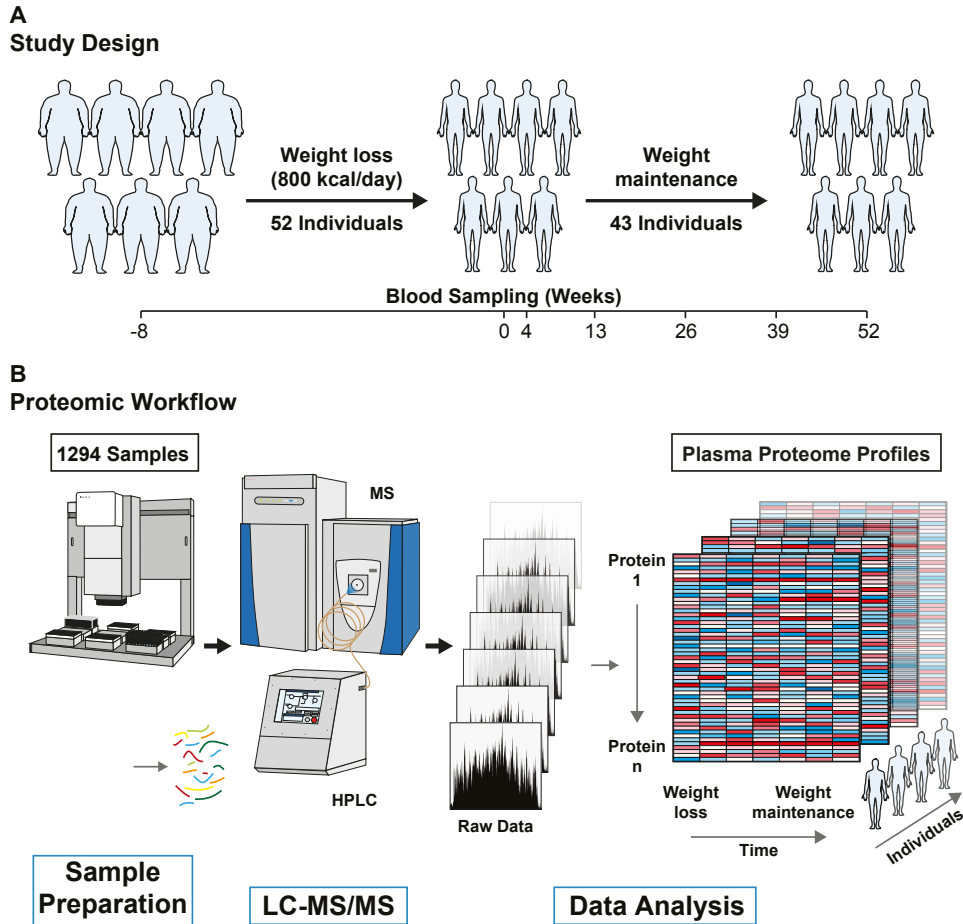 A
Study Design
Weight loss
(800 kcal/day)
52 Individuals
Weight
maintenance
43 Individuals
Blood Sampling (Weeks)
-8 0 4 13 26 39 52
B
Proteomic Workflow
1294 Samples
MS
HPLC
Raw Data
Plasma Proteome Profiles
Protein
1
Protein
n
Weight
loss
Weight
maintenance
Time
Individuals
Sample
Preparation
LC-MS/MS
Data Analysis